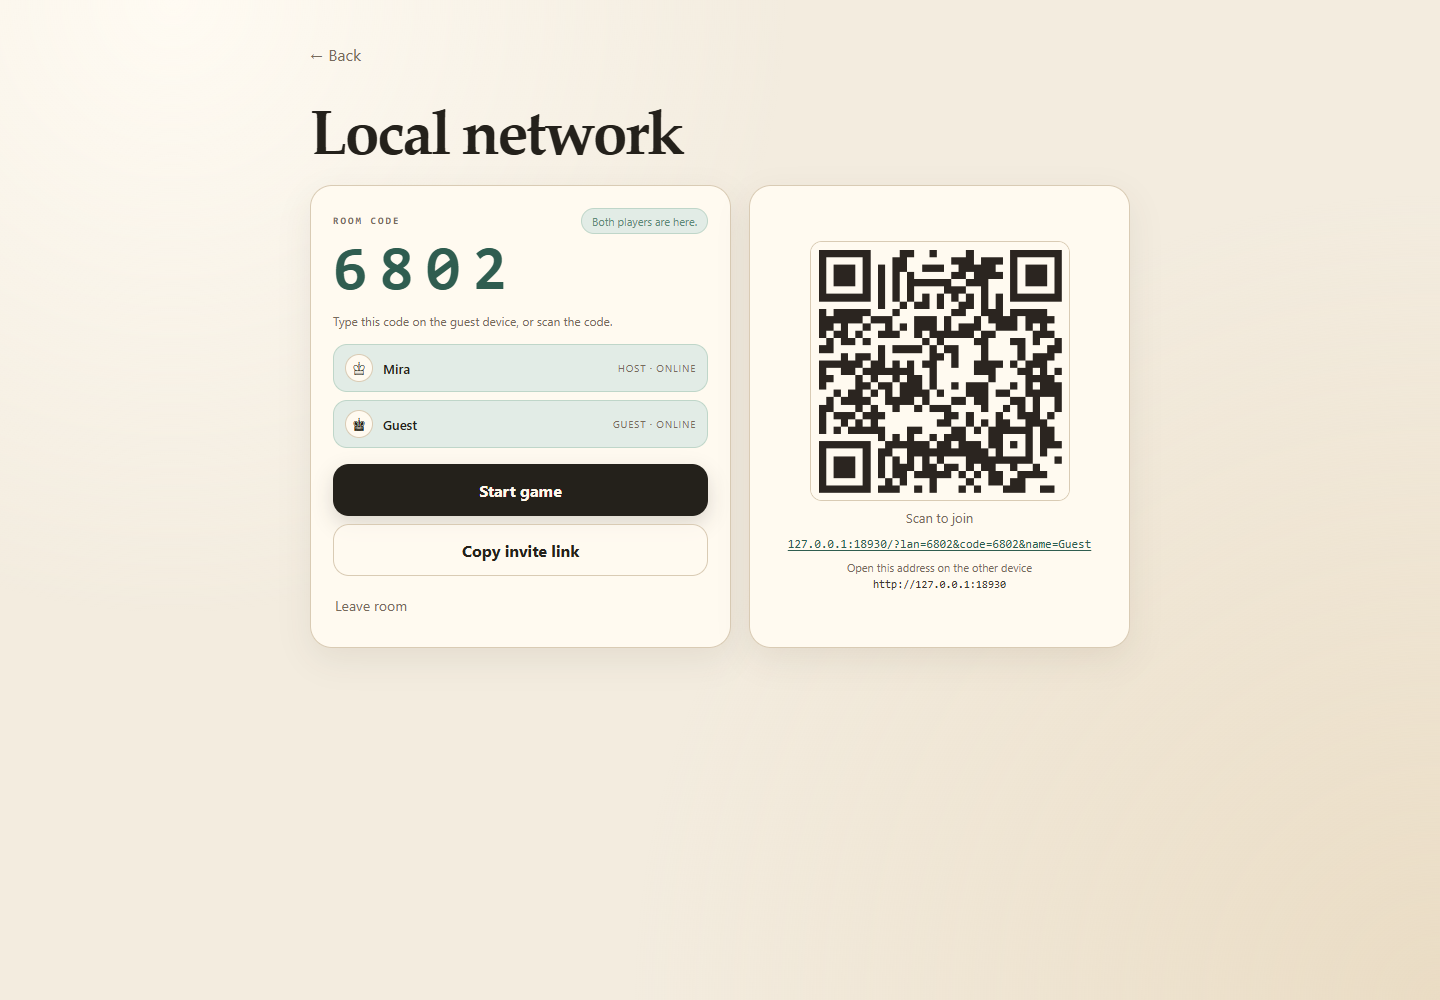 ← Back
Local network
ROOM CODE
Both players are here.
6802
Type this code on the guest device, or scan the code.
Mira
HOST · ONLINE
Guest
GUEST · ONLINE
Start game
Copy invite link
Leave room
Scan to join
127.0.0.1:18930/?lan=6802&code=6802&name=Guest
Open this address on the other device
http://127.0.0.1:18930